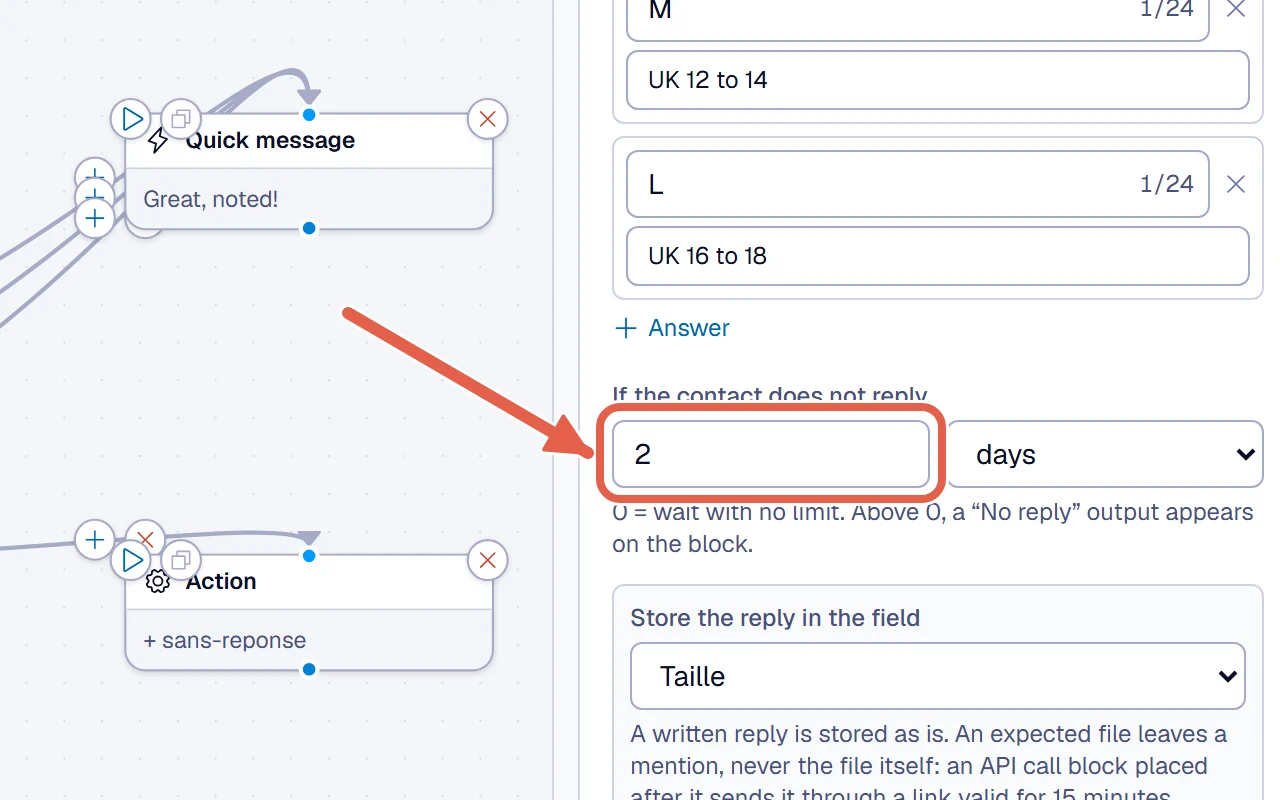 Quick message
Great, noted!
Action
+ sans-reponse
M
1/24
UK 12 to 14
L
1/24
UK 16 to 18
+ Answer
If the contact does not reply
2
days
0 = wait with no limit. Above 0, a “No reply” output appears
on the block.
Store the reply in the field
Taille
A written reply is stored as is. An expected file leaves a
mention, never the file itself: an API call block placed
after it sends it through a link valid for 15 minutes.